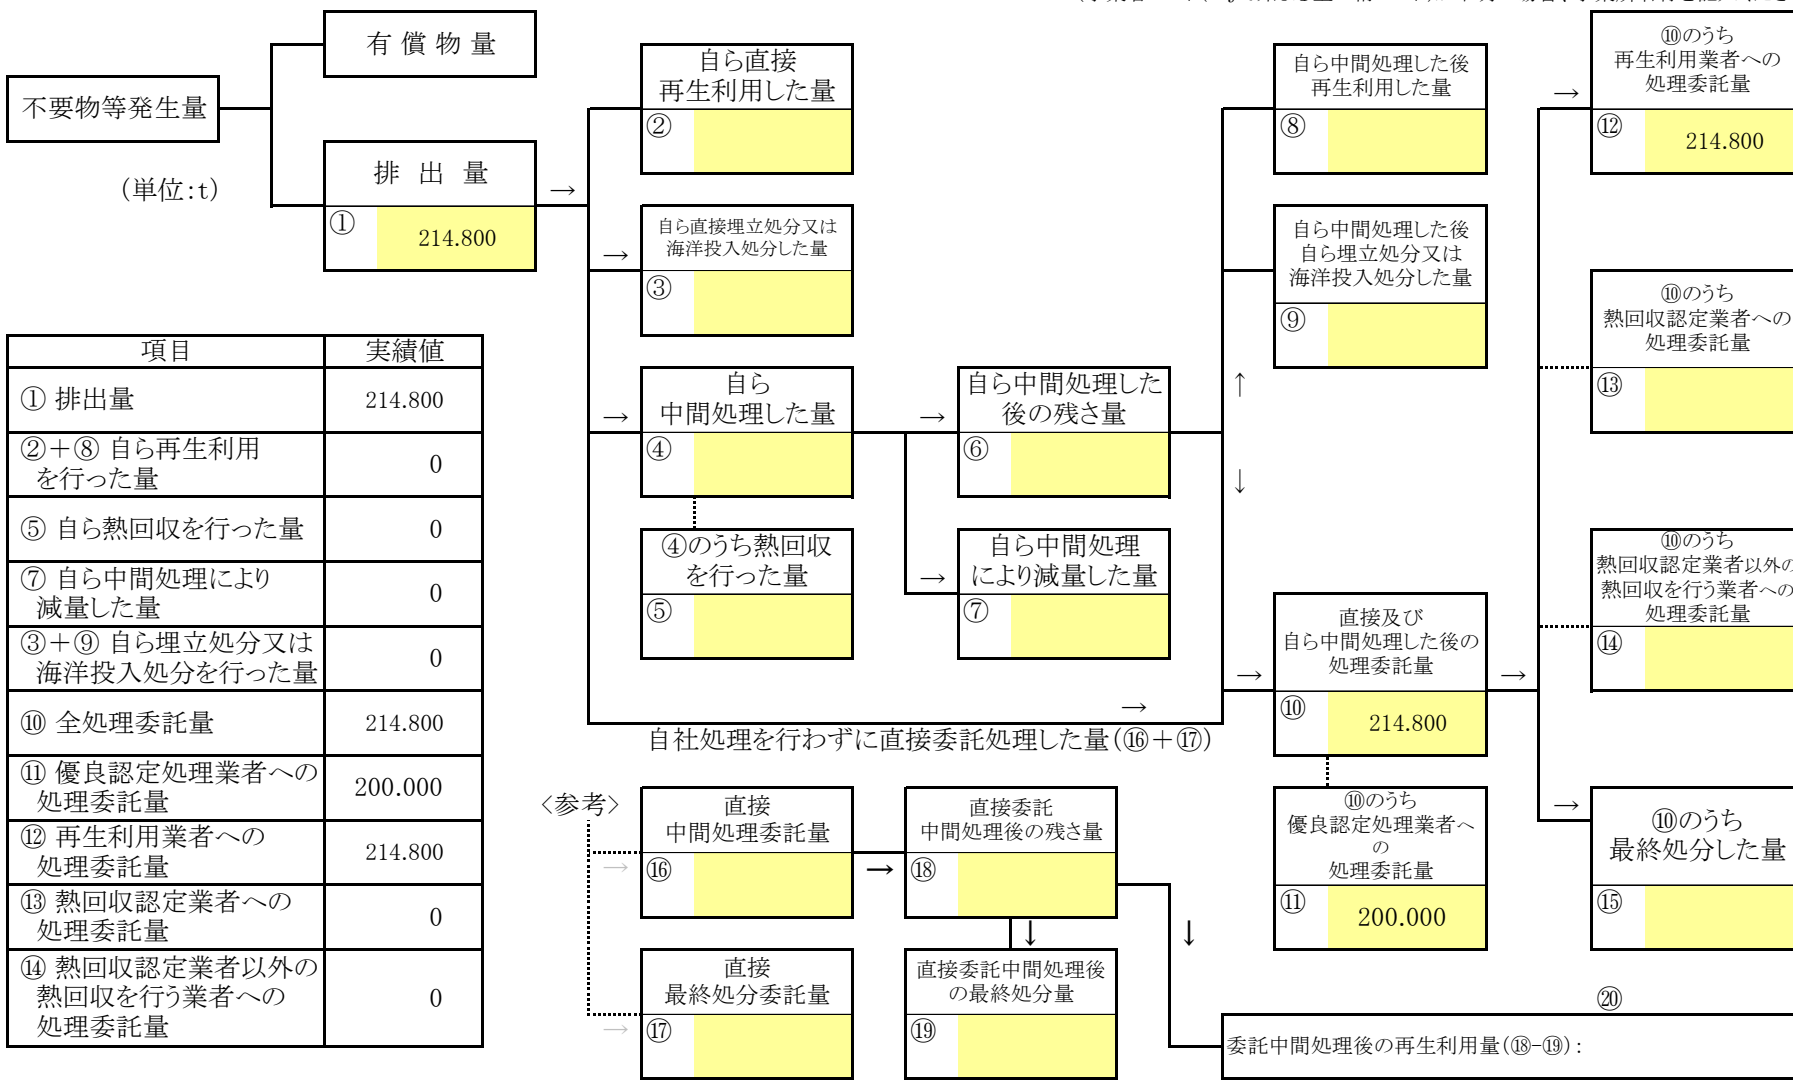 有 償 物 量
不要物等発生量
(単位:t)
排 出 量
①
214.800
→
自ら直接
再生利用した量
②
→
自ら直接埋立処分又は
海洋投入処分した量
③
→
自ら
中間処理した量
④
④のうち熱回収
を行った量
⑤
→
自ら中間処理した
後の残さ量
⑥
→
自ら中間処理
により減量した量
⑦
自ら中間処理した後
再生利用した量
⑧
自ら中間処理した後
自ら埋立処分又は
海洋投入処分した量
⑨
↑
↓
→
自社処理を行わずに直接委託処理した量(⑯+⑰)
→
直接及び
自ら中間処理した後の
処理委託量
⑩
214.800
→
⑩のうち
優良認定処理業者へ
の
処理委託量
⑪
200.000
→
⑩のうち
再生利用業者への
処理委託量
⑫
214.800
⑩のうち
熱回収認定業者への
処理委託量
⑬
⑩のうち
熱回収認定業者以外の
熱回収を行う業者への
処理委託量
⑭
→
⑩のうち
最終処分した量
⑮
項目 実績値
① 排出量 214.800
②+⑧ 自ら再生利用
を行った量 0
⑤ 自ら熱回収を行った量 0
⑦ 自ら中間処理により
減量した量 0
③+⑨ 自ら埋立処分又は
海洋投入処分を行った量 0
⑩ 全処理委託量 214.800
⑪ 優良認定処理業者への
処理委託量 200.000
⑫ 再生利用業者への
処理委託量 214.800
⑬ 熱回収認定業者への
処理委託量 0
⑭ 熱回収認定業者以外の
熱回収を行う業者への
処理委託量 0
〈参考〉
→
直接
中間処理委託量
⑯
→
直接委託
中間処理後の残さ量
⑱
↓
↓
→
直接
最終処分委託量
⑰
直接委託中間処理後
の最終処分量
⑲
⑳
委託中間処理後の再生利用量(⑱-⑲):